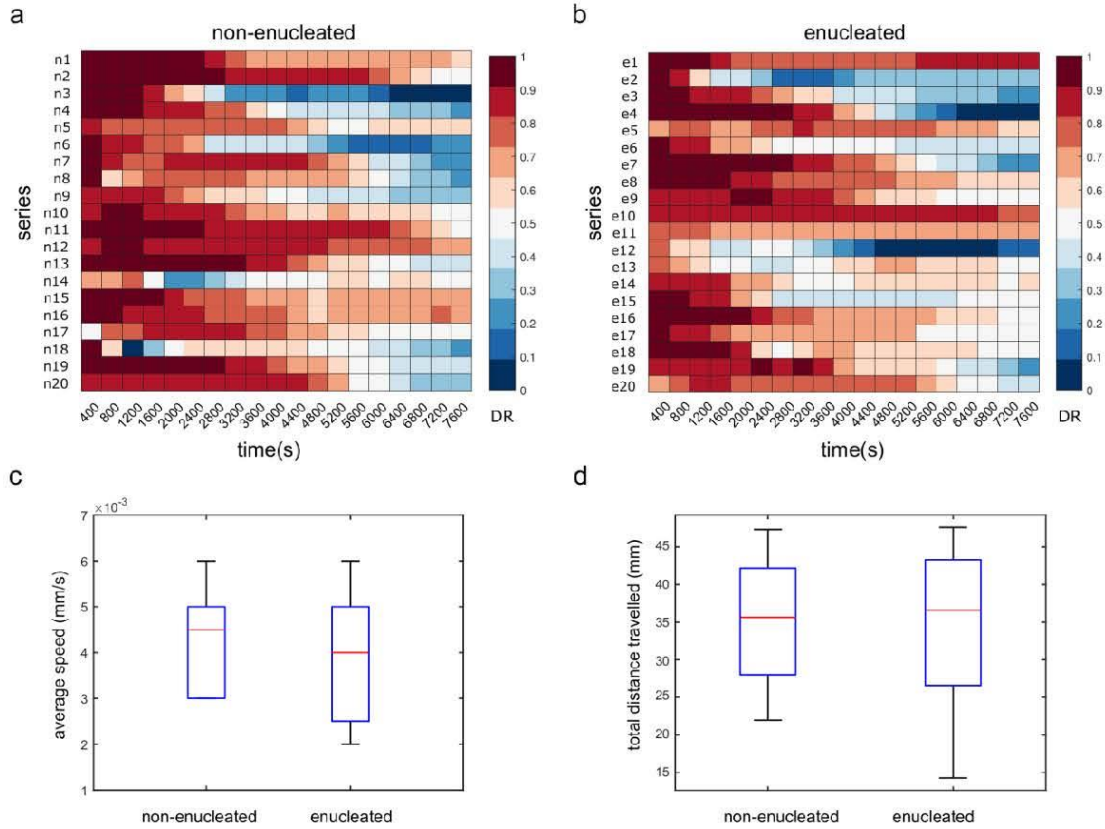 a
non-enucleated
series
n1
n2
n3
n4
n5
n6
n7
n8
n9
n10
n11
n12
n13
n14
n15
n16
n17
n18
n19
n20
400 800 1200 1600 2000 2400 2800 3200 3600 4000 4400 4800 5200 5600 6000 6400 6800 7200 7600
time(s)
1
0.9
0.8
0.7
0.6
0.5
0.4
0.3
0.2
0.1
0
DR
b
enucleated
series
e1
e2
e3
e4
e5
e6
e7
e8
e9
e10
e11
e12
e13
e14
e15
e16
e17
e18
e19
e20
400 800 1200 1600 2000 2400 2800 3200 3600 4000 4400 4800 5200 5600 6000 6400 6800 7200 7600
time(s)
1
0.9
0.8
0.7
0.6
0.5
0.4
0.3
0.2
0.1
0
DR
c
×10⁻³
average speed (mm/s)
7
6
5
4
3
2
1
non-enucleated enucleated
d
total distance travelled (mm)
45
40
35
30
25
20
15
non-enucleated enucleated